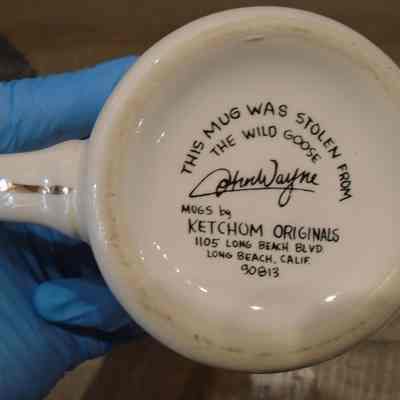 THIS MUG WAS STOLEN FROM
THE WILD GOOSE
John Wayne
MUGS by
KETCHOM ORIGINALS
1105 LONG BEACH BLVD
LONG BEACH, CALIF.
90813